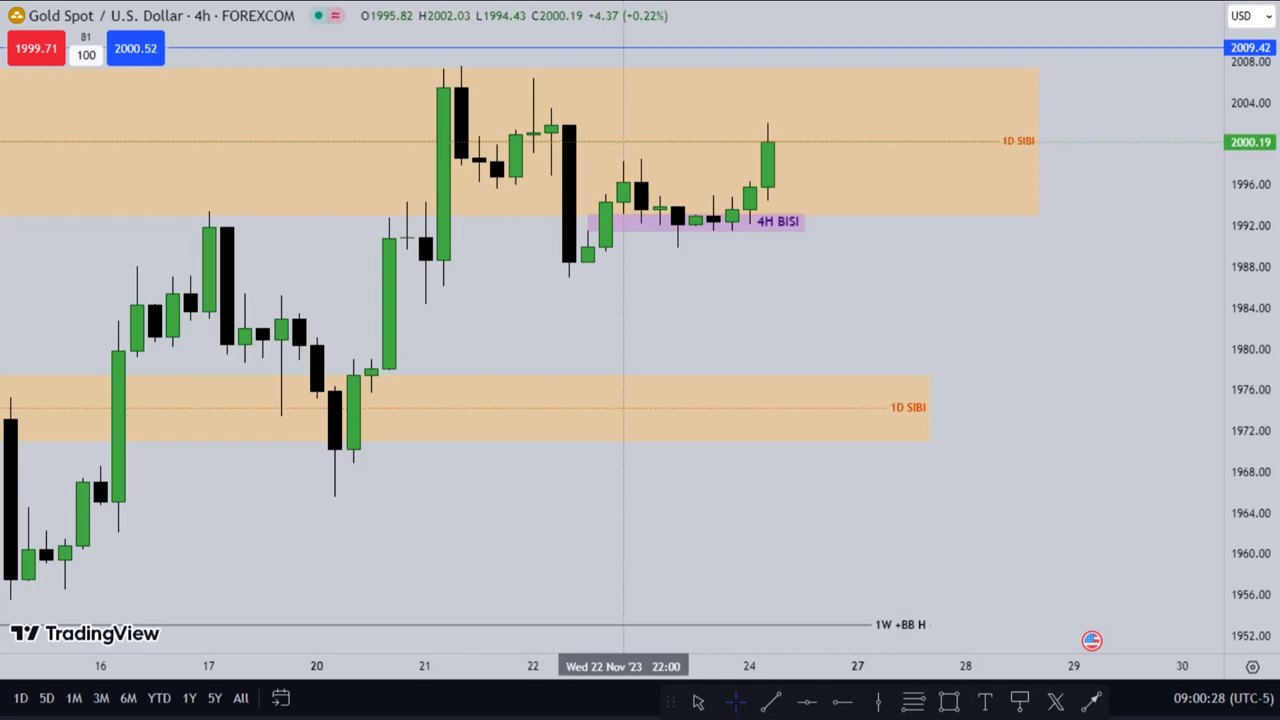 Gold Spot / U.S. Dollar · 4h · FOREXCOM O1995.82 H2002.03 L1994.43 C2000.19 +4.37 (+0.22%)
USD
1999.71 81 100 2000.52
2009.42
2008.00
2004.00
1D SIBI 2000.19
1996.00
4H BISI 1992.00
1988.00
1984.00
1980.00
1976.00
1D SIBI
1972.00
1968.00
1964.00
1960.00
1956.00
1W +BB H
TradingView
1952.00
16 17 20 21 22 Wed 22 Nov '23 22:00 24 27 28 29 30
1D 5D 1M 3M 6M YTD 1Y 5Y All
09:00:28 (UTC-5)